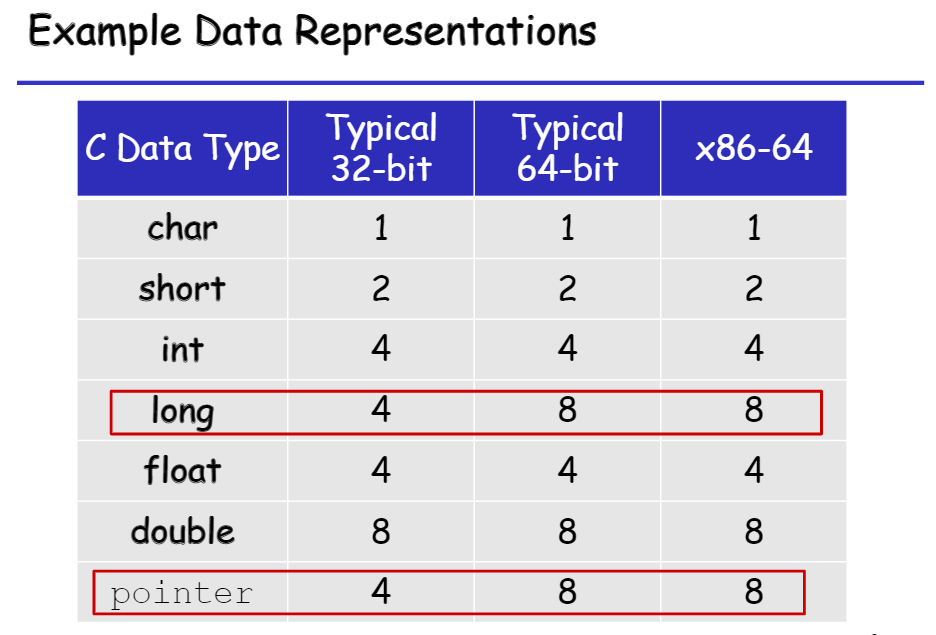 Example Data Representations
C Data Type Typical 32-bit Typical 64-bit x86-64
char 1 1 1
short 2 2 2
int 4 4 4
long 4 8 8
float 4 4 4
double 8 8 8
pointer 4 8 8